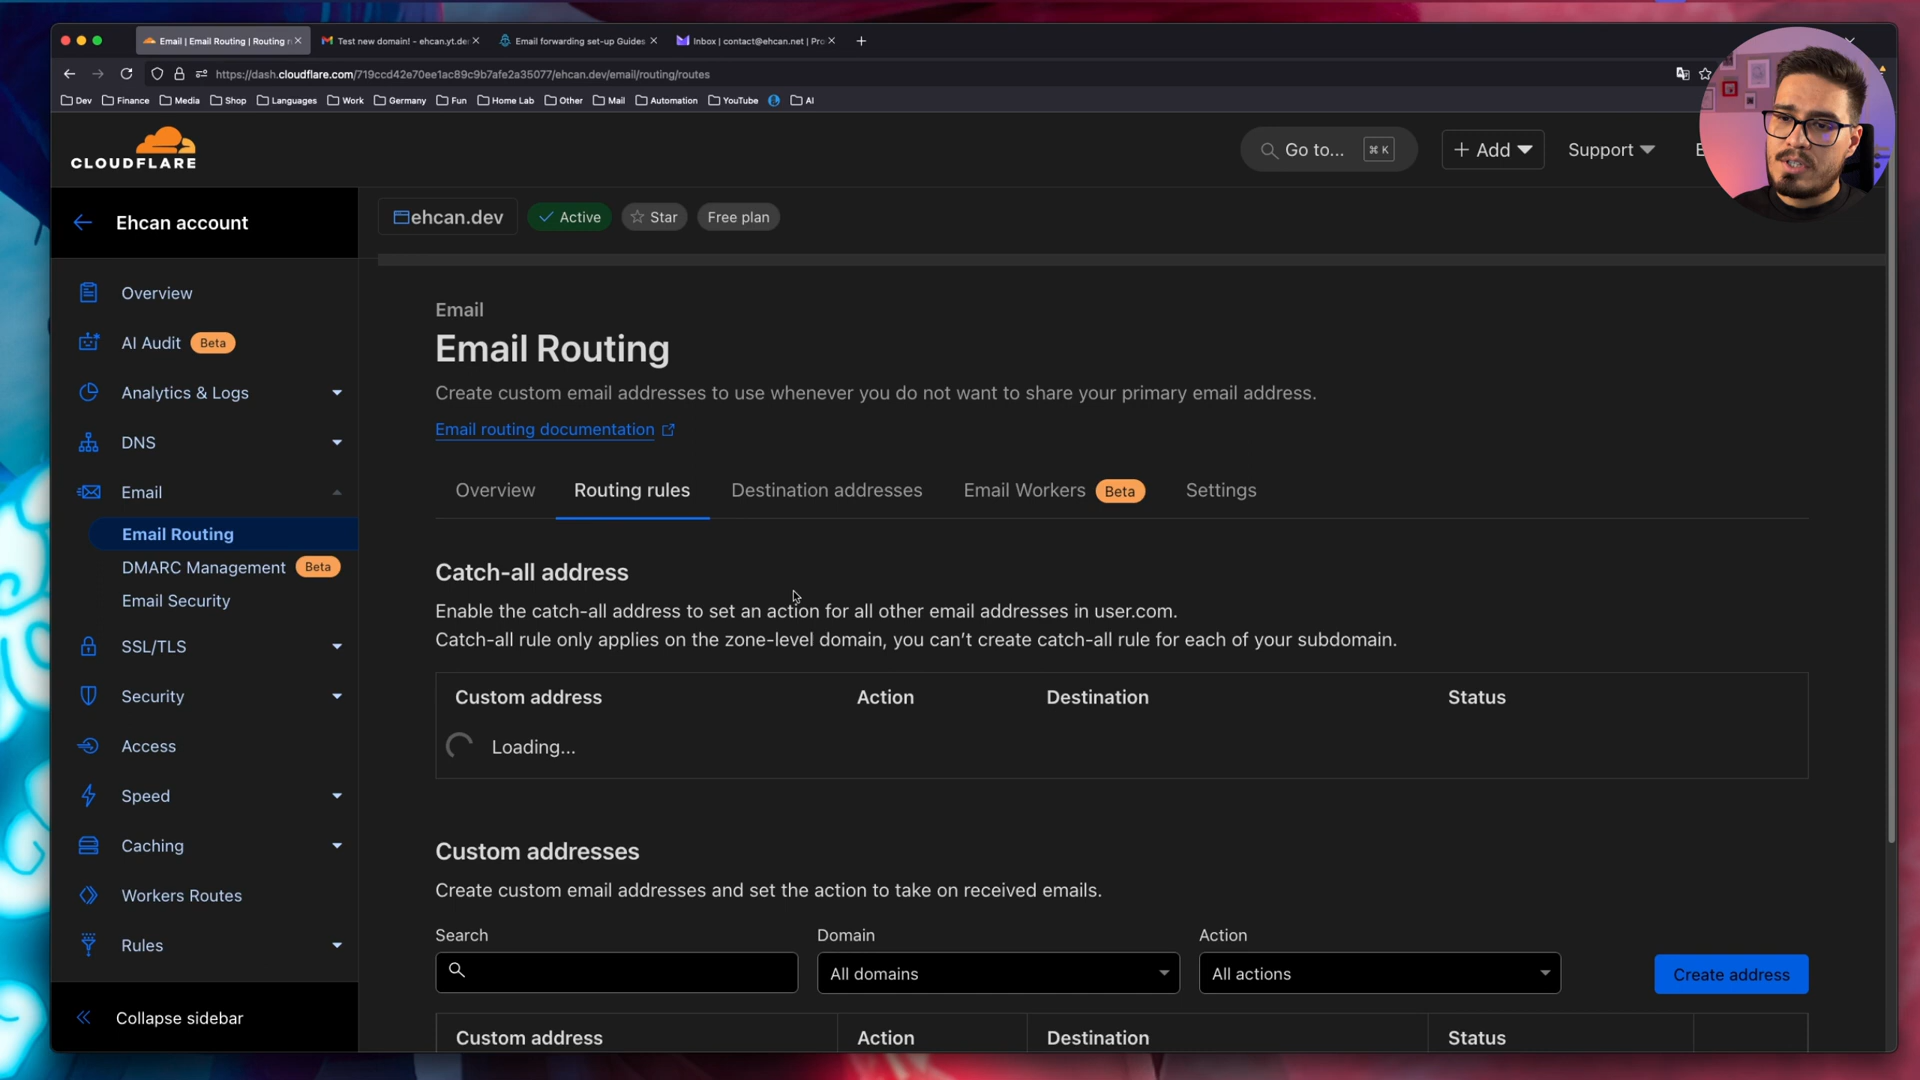 Email | Email Routing | Routing r
Test new domain! - ehcan.yt.de
Email forwarding set-up Guides
Inbox | contact@ehcan.net | Pro
https://dash.cloudflare.com/719ccd42e70ee1ac89c9b7afe2a35077/ehcan.dev/email/routing/routes
Dev Finance Media Shop Languages Work Germany Fun Home Lab Other Mail Automation YouTube AI
CLOUDFLARE
Go to... ⌘ K
+ Add
Support
Ehcan account
ehcan.dev
Active
Star
Free plan
Overview
AI Audit Beta
Analytics & Logs
DNS
Email
Email Routing
DMARC Management Beta
Email Security
SSL/TLS
Security
Access
Speed
Caching
Workers Routes
Rules
Collapse sidebar
Email
Email Routing
Create custom email addresses to use whenever you do not want to share your primary email address.
Email routing documentation
Overview Routing rules Destination addresses Email Workers Beta Settings
Catch-all address
Enable the catch-all address to set an action for all other email addresses in user.com.
Catch-all rule only applies on the zone-level domain, you can’t create catch-all rule for each of your subdomain.
Custom address Action Destination Status
Loading...
Custom addresses
Create custom email addresses and set the action to take on received emails.
Search Domain Action
All domains All actions Create address
Custom address Action Destination Status